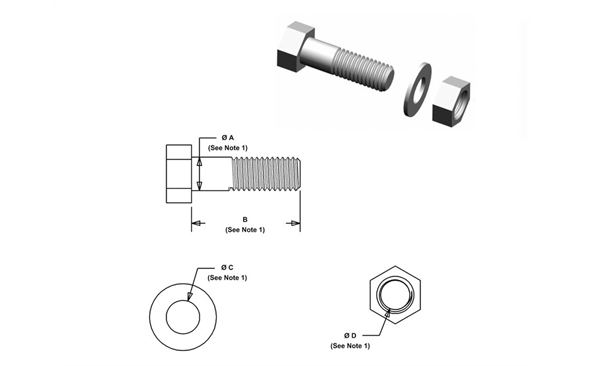 Ø A
(See Note 1)
B
(See Note 1)
Ø C
(See Note 1)
Ø D
(See Note 1)